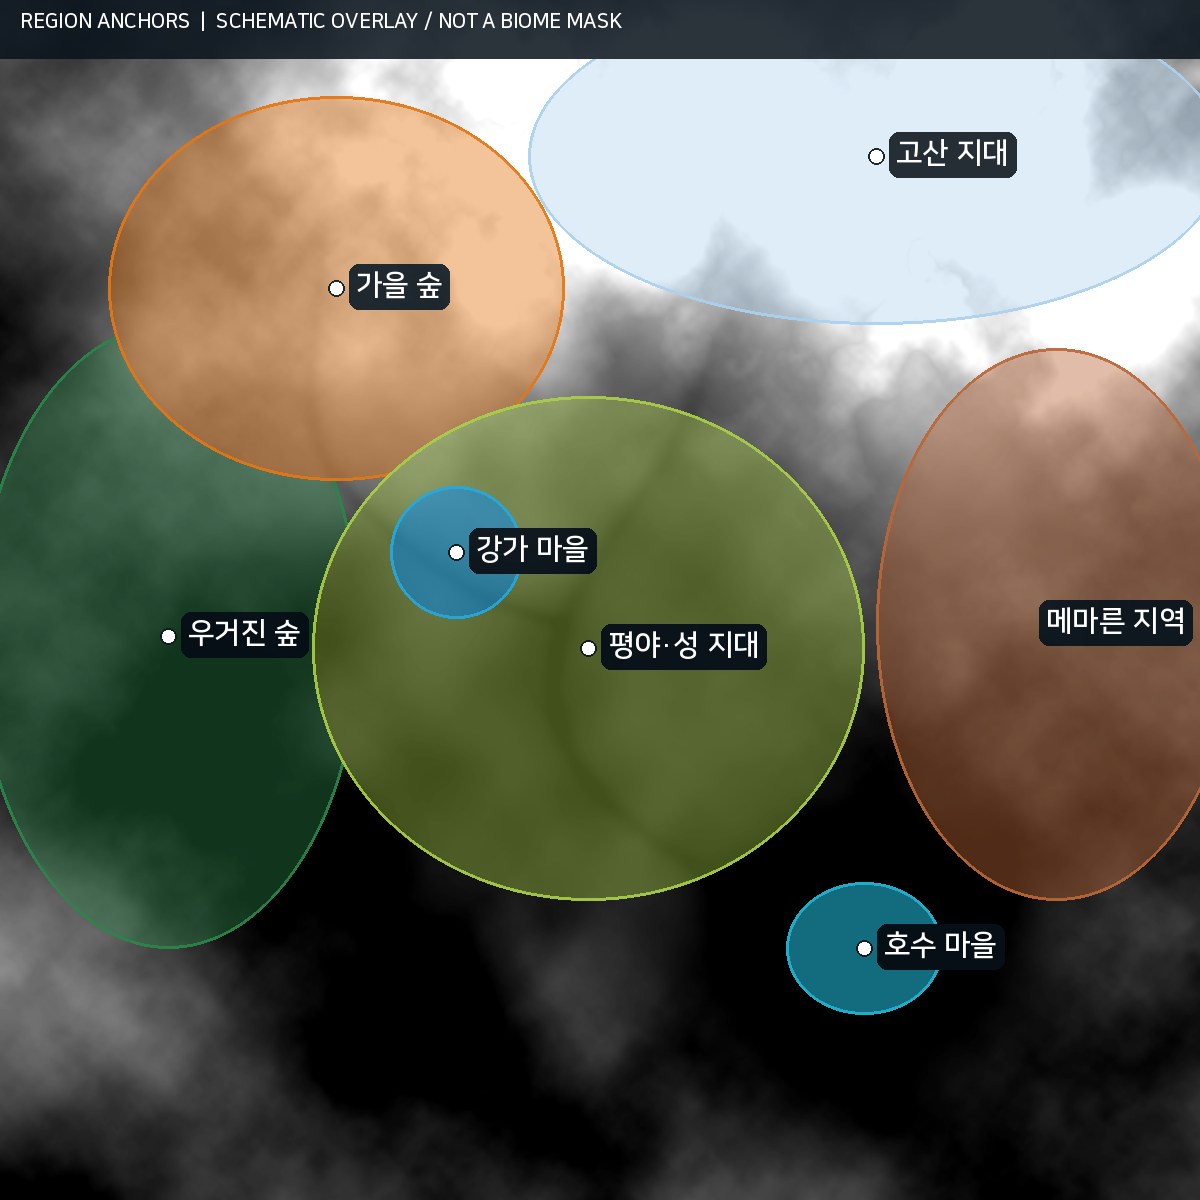 REGION ANCHORS | SCHEMATIC OVERLAY / NOT A BIOME MASK
고산 지대
가을 숲
강가 마을
메마른 지역
우거진 숲
평야·성 지대
호수 마을